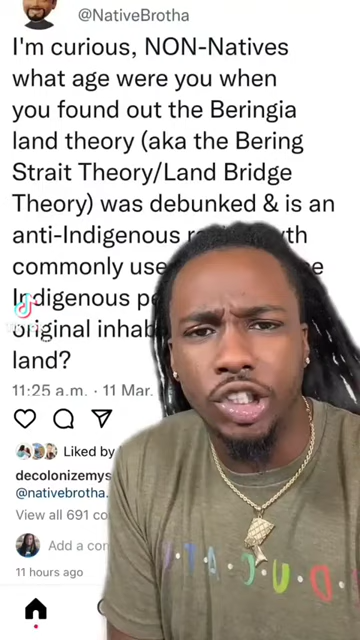 @NativeBrotha
I'm curious, NON-Natives
what age were you when
you found out the Beringia
land theory (aka the Bering
Strait Theory/Land Bridge
Theory) was debunked & is an
anti-Indigenous
commonly
Indigenous
original
land?
11:25 a.m. · 11 Mar.
Liked by
decolonizemys
@nativebrotha.
View all 691 co
Add a co
11 hours ago